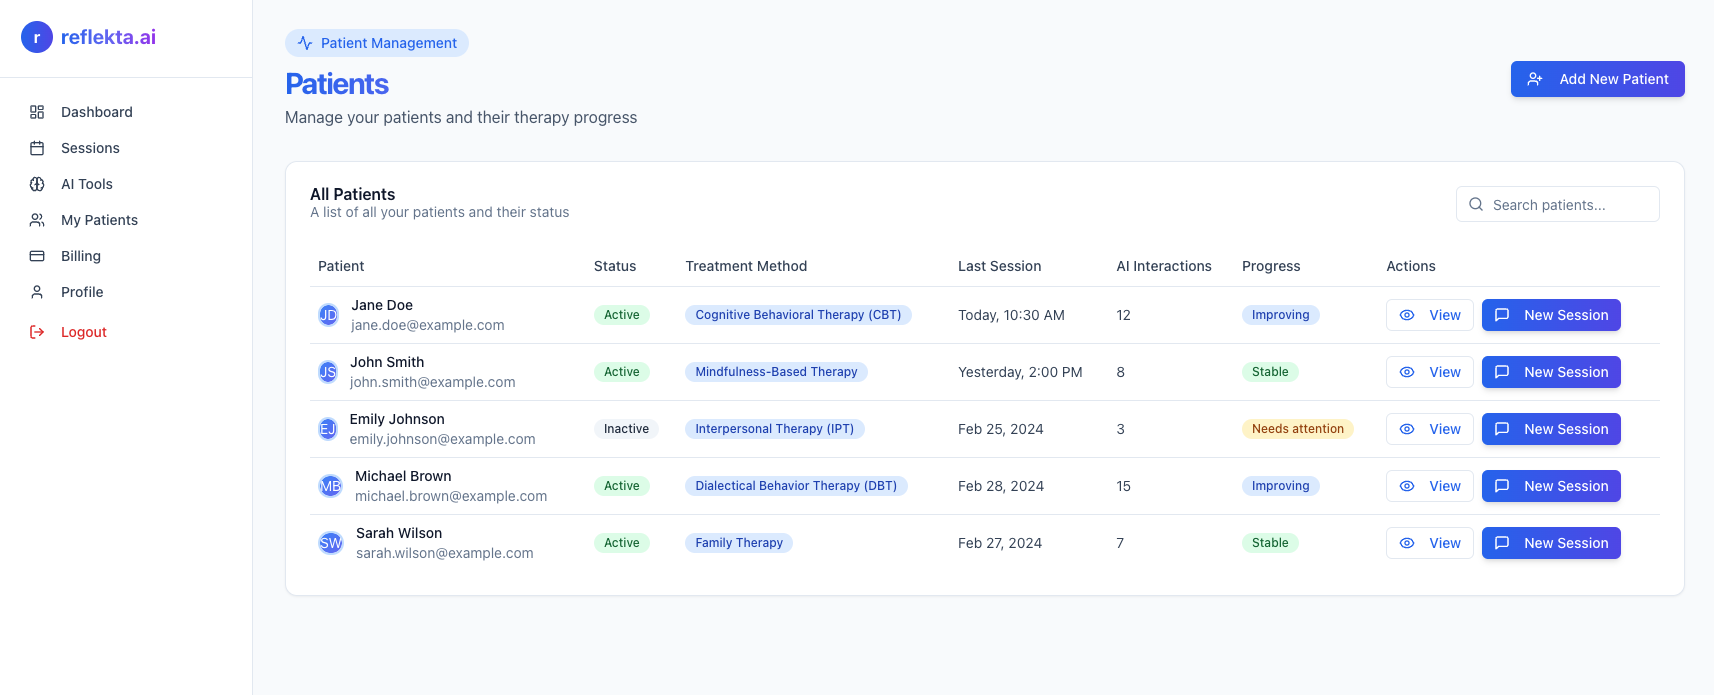 r reflekta.ai
Dashboard
Sessions
AI Tools
My Patients
Billing
Profile
Logout
Patient Management
Patients
Manage your patients and their therapy progress
Add New Patient
All Patients
A list of all your patients and their status
Search patients...
Patient Status Treatment Method Last Session AI Interactions Progress Actions
JD Jane Doe
jane.doe@example.com
Active Cognitive Behavioral Therapy (CBT) Today, 10:30 AM 12 Improving View New Session
JS John Smith
john.smith@example.com
Active Mindfulness-Based Therapy Yesterday, 2:00 PM 8 Stable View New Session
EJ Emily Johnson
emily.johnson@example.com
Inactive Interpersonal Therapy (IPT) Feb 25, 2024 3 Needs attention View New Session
MB Michael Brown
michael.brown@example.com
Active Dialectical Behavior Therapy (DBT) Feb 28, 2024 15 Improving View New Session
SW Sarah Wilson
sarah.wilson@example.com
Active Family Therapy Feb 27, 2024 7 Stable View New Session